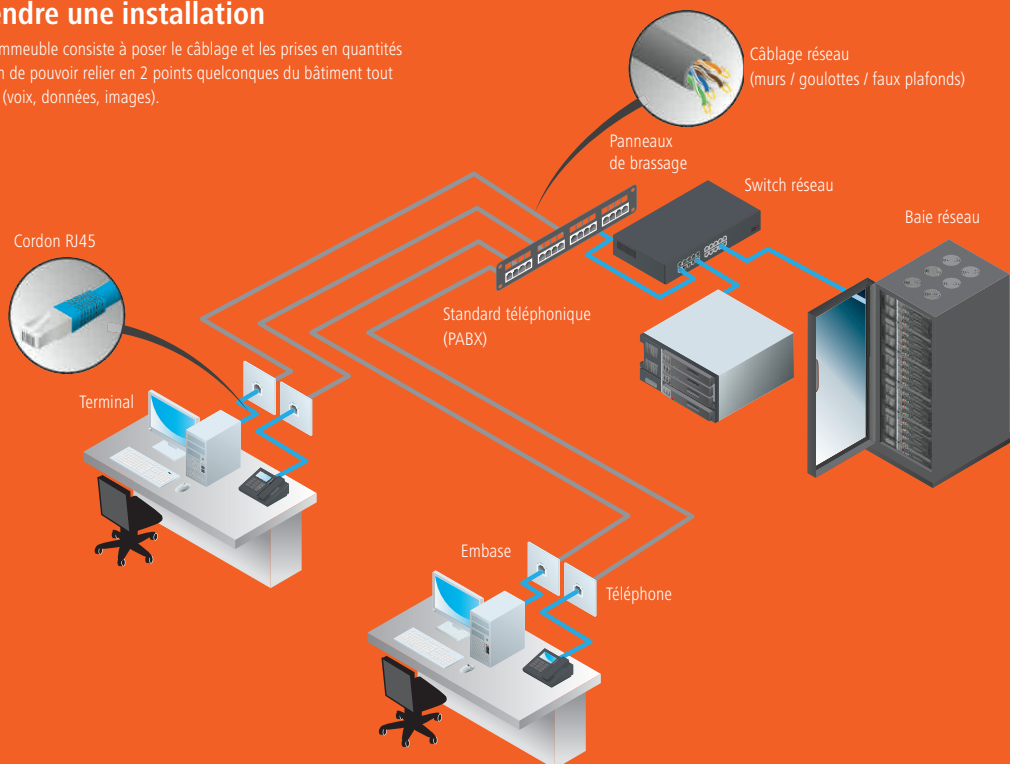 endre une installation
mmeuble consiste à poser le câblage et les prises en quantités
n de pouvoir relier en 2 points quelconques du bâtiment tout
(voix, données, images).
Câblage réseau
(murs / goulottes / faux plafonds)
Panneaux
de brassage
Switch réseau
Baie réseau
Cordon RJ45
Standard téléphonique
(PABX)
Terminal
Embase
Téléphone